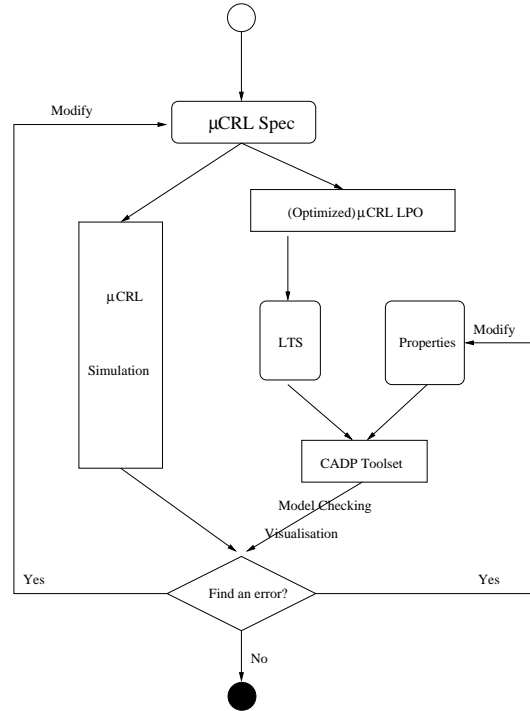 Modify
μCRL Spec
(Optimized)μCRL LPO
μCRL
Simulation
LTS
Properties
Modify
CADP Toolset
Model Checking
Visualisation
Yes
Find an error?
Yes
No